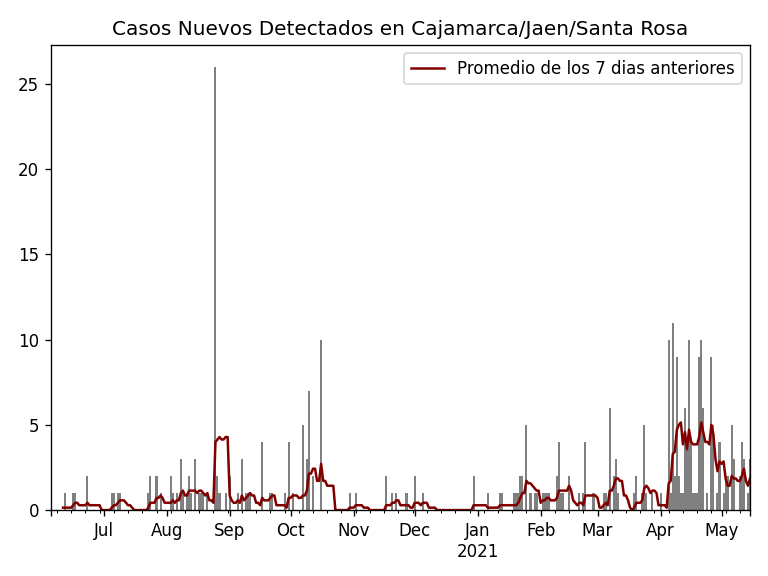 Casos Nuevos Detectados en Cajamarca/Jaen/Santa Rosa
Promedio de los 7 dias anteriores
25
20
15
10
5
0
Jul Aug Sep Oct Nov Dec Jan Feb Mar Apr May
2021